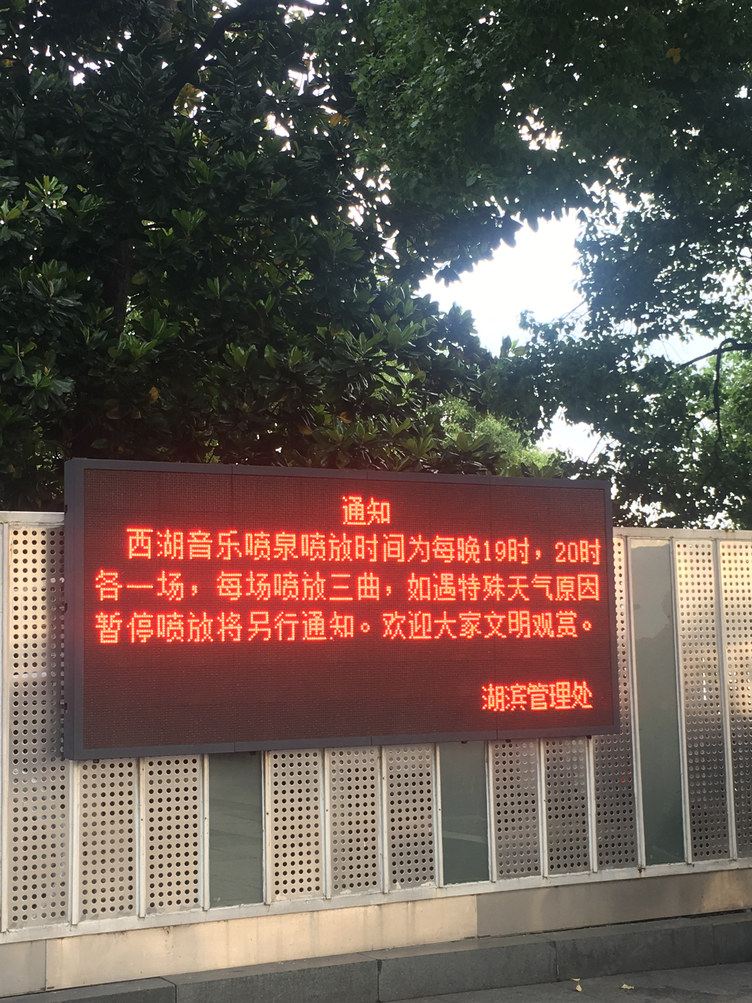 通知
西湖音乐喷泉喷放时间为每晚19时，20时
各一场，每场喷放三曲，如遇特殊天气原因
暂停喷放将另行通知。欢迎大家文明观赏。
湖滨管理处